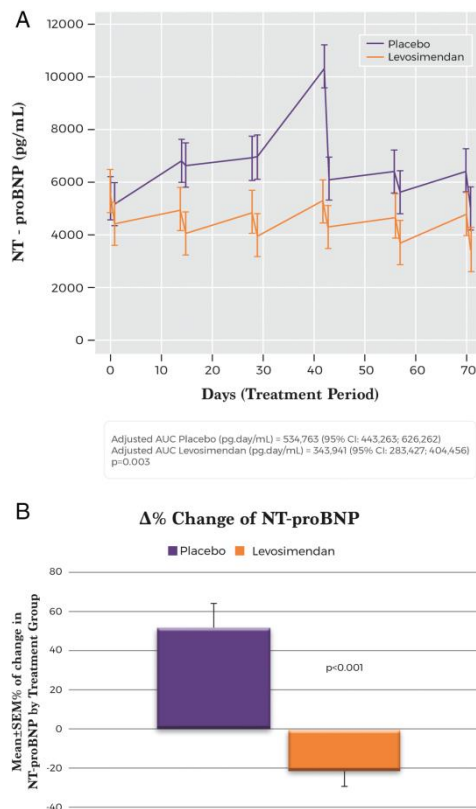 A
Placebo
Levosimendan
NT - proBNP (pg/mL)
12000
10000
8000
6000
4000
2000
0
0 10 20 30 40 50 60 70
Days (Treatment Period)
Adjusted AUC Placebo (pg.day/mL) = 534,763 (95% CI: 443,263; 626,262)
Adjusted AUC Levosimendan (pg.day/mL) = 343,941 (95% CI: 283,427; 404,456)
p=0.003
B
Δ% Change of NT-proBNP
Placebo Levosimendan
Mean±SEM% of change in
NT-proBNP by Treatment Group
80
60
40
20
0
-20
-40
p<0.001